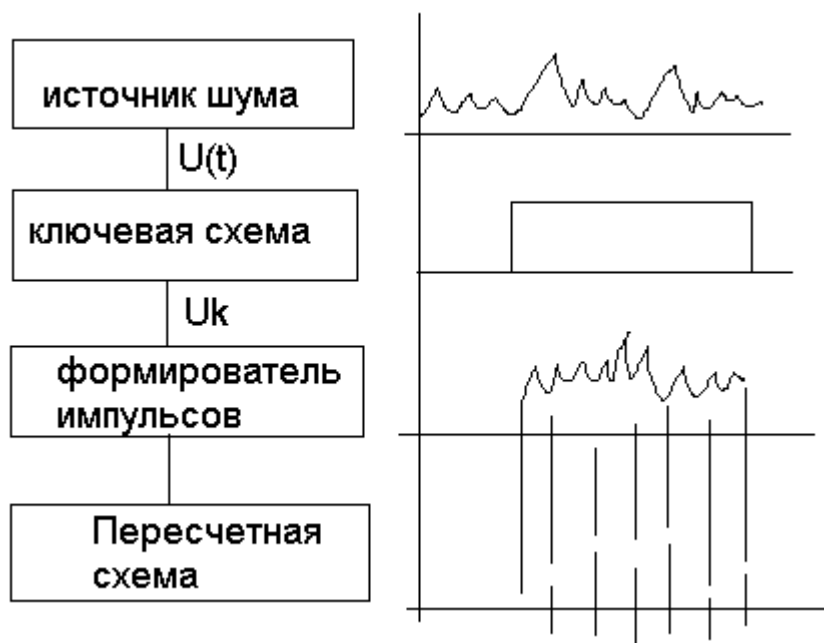 источник шума
U(t)
ключевая схема
Uk
формирователь
импульсов
Пересчетная
схема